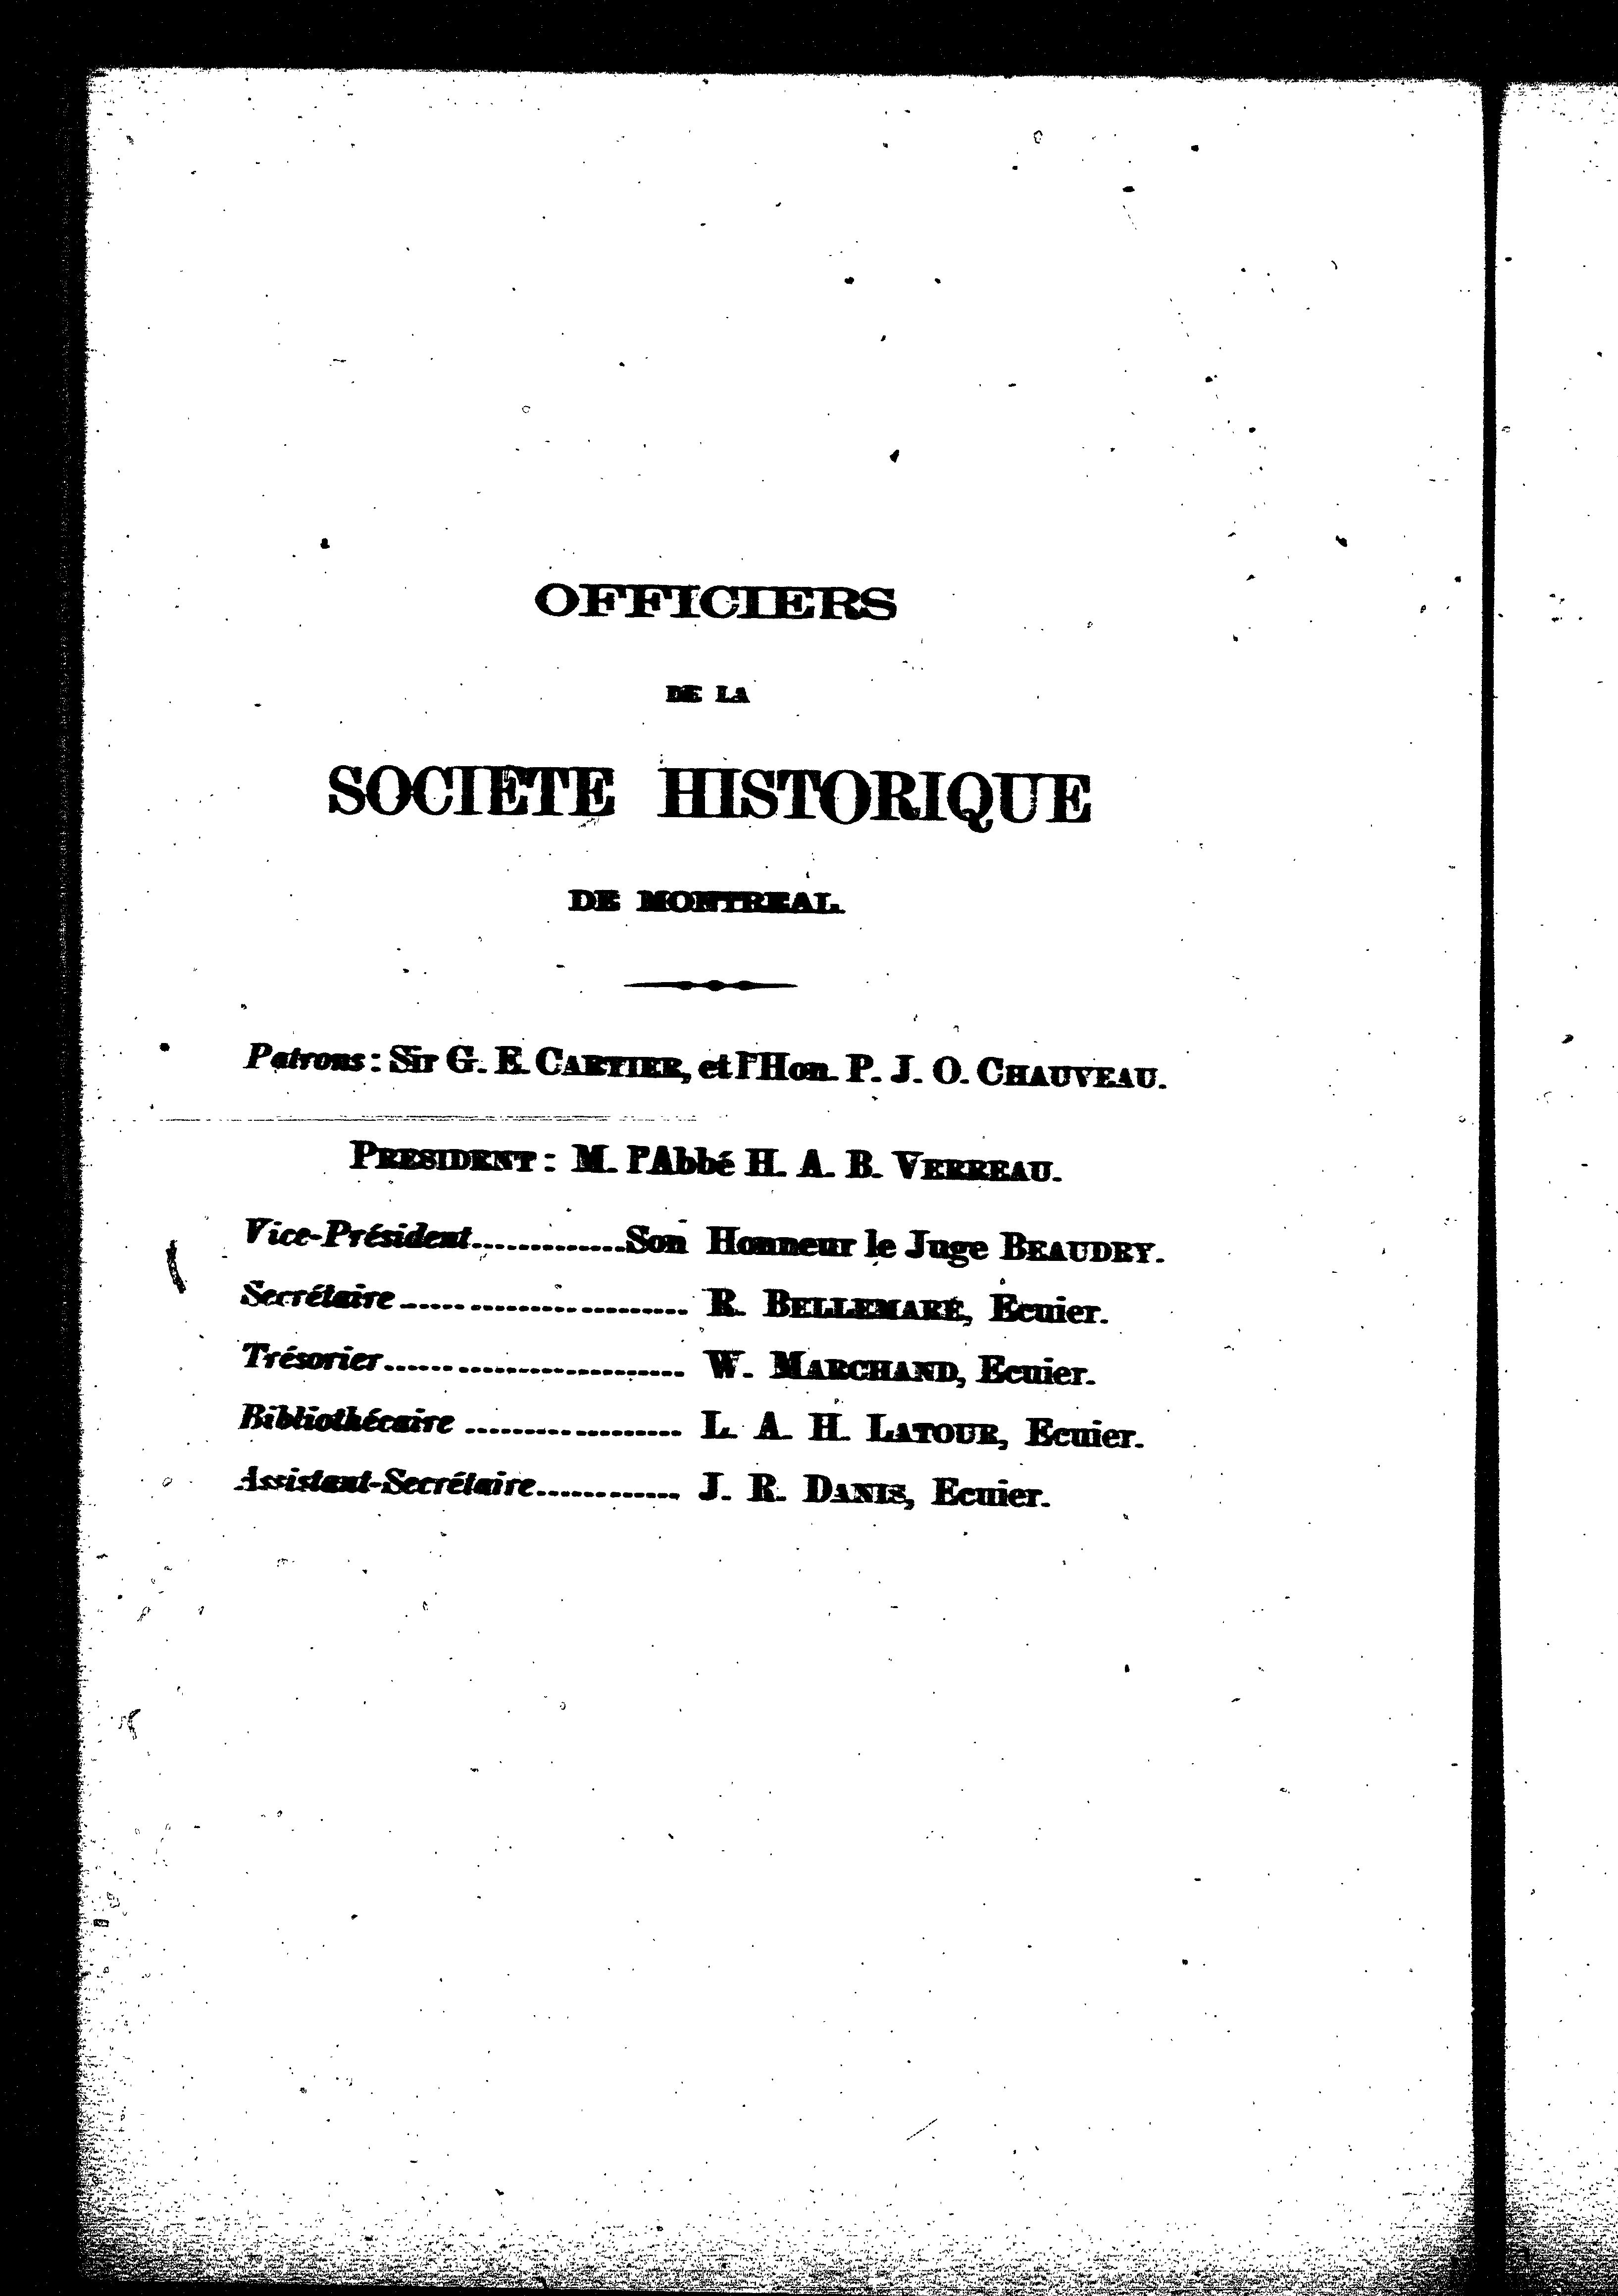 OFFICIERS
DE LA
SOCIETE HISTORIQUE
DE MONTREAL.
Patrons : Sir G. E. CARTIER, et l'Hon. P. J. O. CHAUVEAU.
PRESIDENT : M. l'Abbé H. A. B. VERREAU.
Vice-Président.............Son Honneur le Juge BEAUDRY.
Secrétaire......................... R. BELLEMARE, Ecuier.
Trésorier.......................... W. MARCHAND, Ecuier.
Bibliothécaire ................... L. A. H. LATOUR, Ecuier.
Assistant-Secrétaire............ J. R. DANIS, Ecuier.